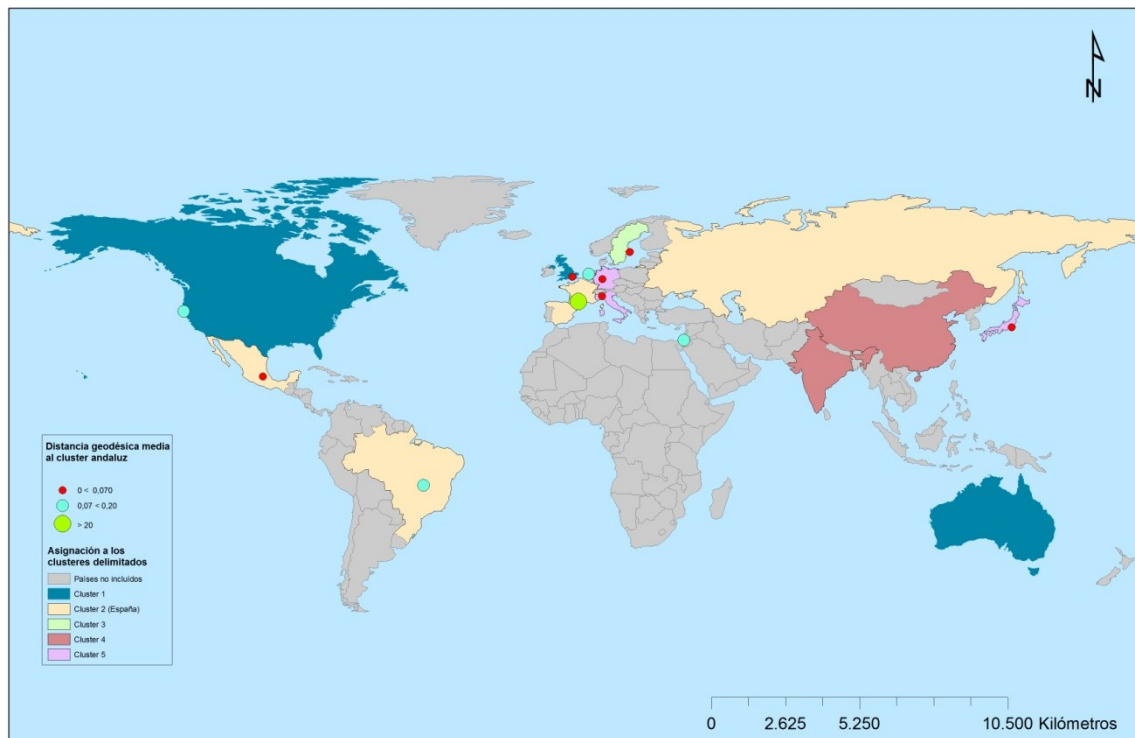 N
Distancia geodésica media
al cluster andaluz
0 < 0,070
0,07 < 0,20
> 20
Asignación a los
clusteres delimitados
Países no incluídos
Cluster 1
Cluster 2 (España)
Cluster 3
Cluster 4
Cluster 5
0 2.625 5.250 10.500 Kilómetros